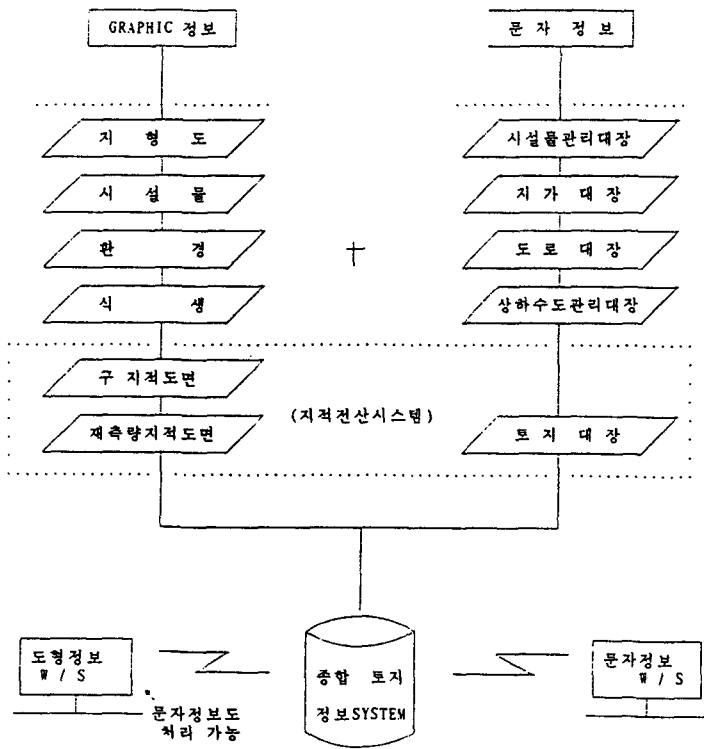 GRAPHIC 정보
문 자 정 보
지 형 도
시설물관리대장
시 설 물
지 가 대 장
환 경
도 로 대 장
식 생
상하수도관리대장
구 지적도면
(지적전산시스템)
재측량지적도면
토 지 대 장
도형정보
W / S
종합 토지
정보SYSTEM
문자정보
W / S
문자정보도
처리 가능